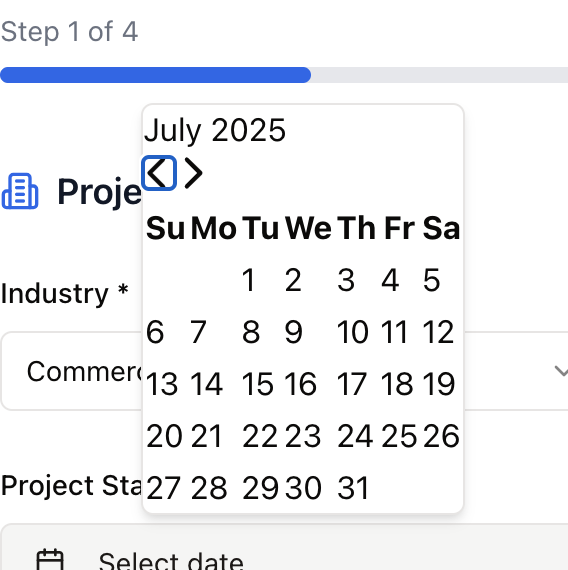 Step 1 of 4
July 2025
Proje
Su Mo Tu We Th Fr Sa
1 2 3 4 5
Industry *
6 7 8 9 10 11 12
Commerc
13 14 15 16 17 18 19
20 21 22 23 24 25 26
Project Sta
27 28 29 30 31
Select date